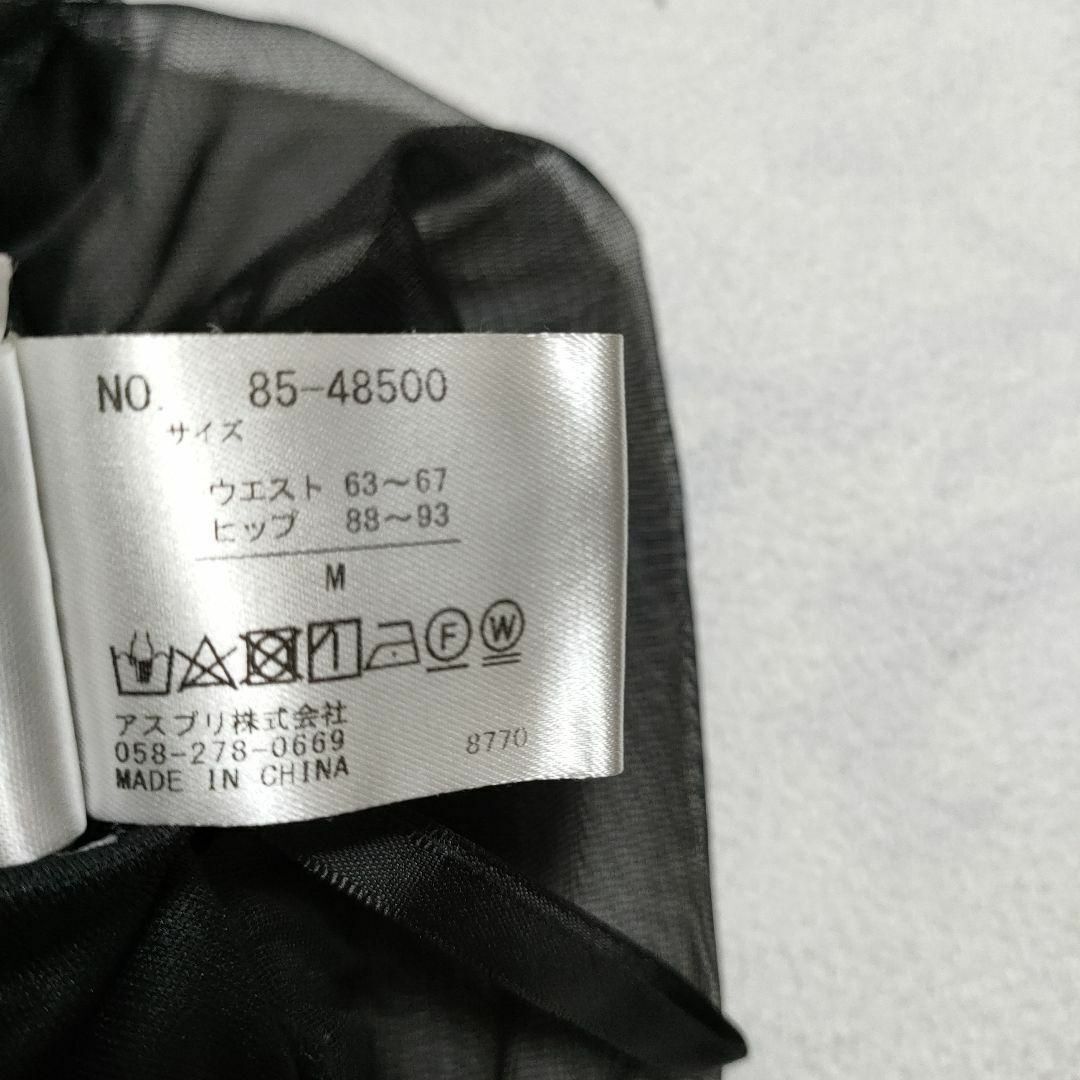 NO. 85-48500
サイズ
ウエスト 63~67
ヒップ 88~93
M
F W
アスプリ株式会社
058-278-0669
8770
MADE IN CHINA